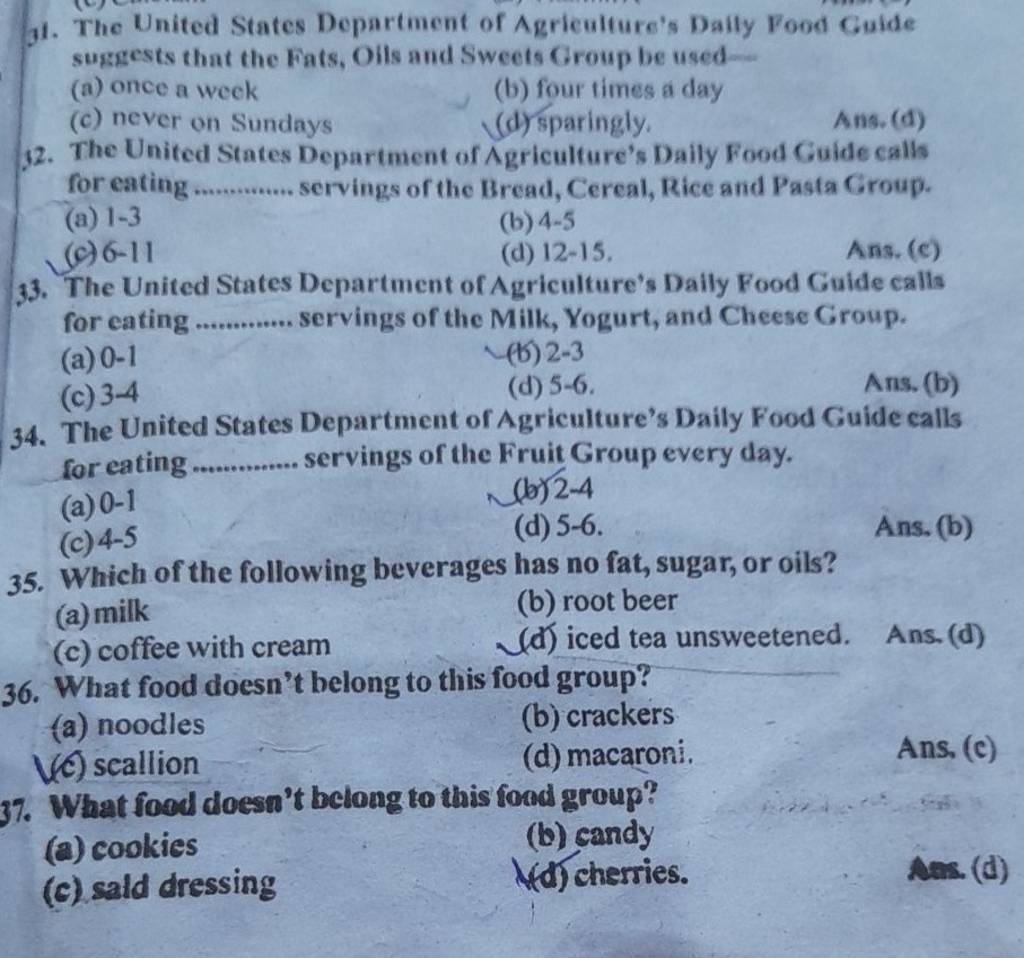 31. The United States Department of Agriculture's Daily Food Guide
suggests that the Fats, Oils and Sweets Group be used—
(a) once a week (b) four times a day
(c) never on Sundays (d) sparingly. Ans. (d)
32. The United States Department of Agriculture's Daily Food Guide calls
for eating .............. servings of the Bread, Cereal, Rice and Pasta Group.
(a) 1-3 (b) 4-5
(c) 6-11 (d) 12-15. Ans. (c)
33. The United States Department of Agriculture's Daily Food Guide calls
for eating ............. servings of the Milk, Yogurt, and Cheese Group.
(a) 0-1 (b) 2-3
(c) 3-4 (d) 5-6. Ans. (b)
34. The United States Department of Agriculture's Daily Food Guide calls
for eating .............. servings of the Fruit Group every day.
(a) 0-1 (b) 2-4
(c) 4-5 (d) 5-6. Ans. (b)
35. Which of the following beverages has no fat, sugar, or oils?
(a) milk (b) root beer
(c) coffee with cream (d) iced tea unsweetened. Ans. (d)
36. What food doesn't belong to this food group?
(a) noodles (b) crackers
(c) scallion (d) macaroni. Ans. (c)
37. What food doesn't belong to this food group?
(a) cookies (b) candy
(c) sald dressing (d) cherries. Ans. (d)